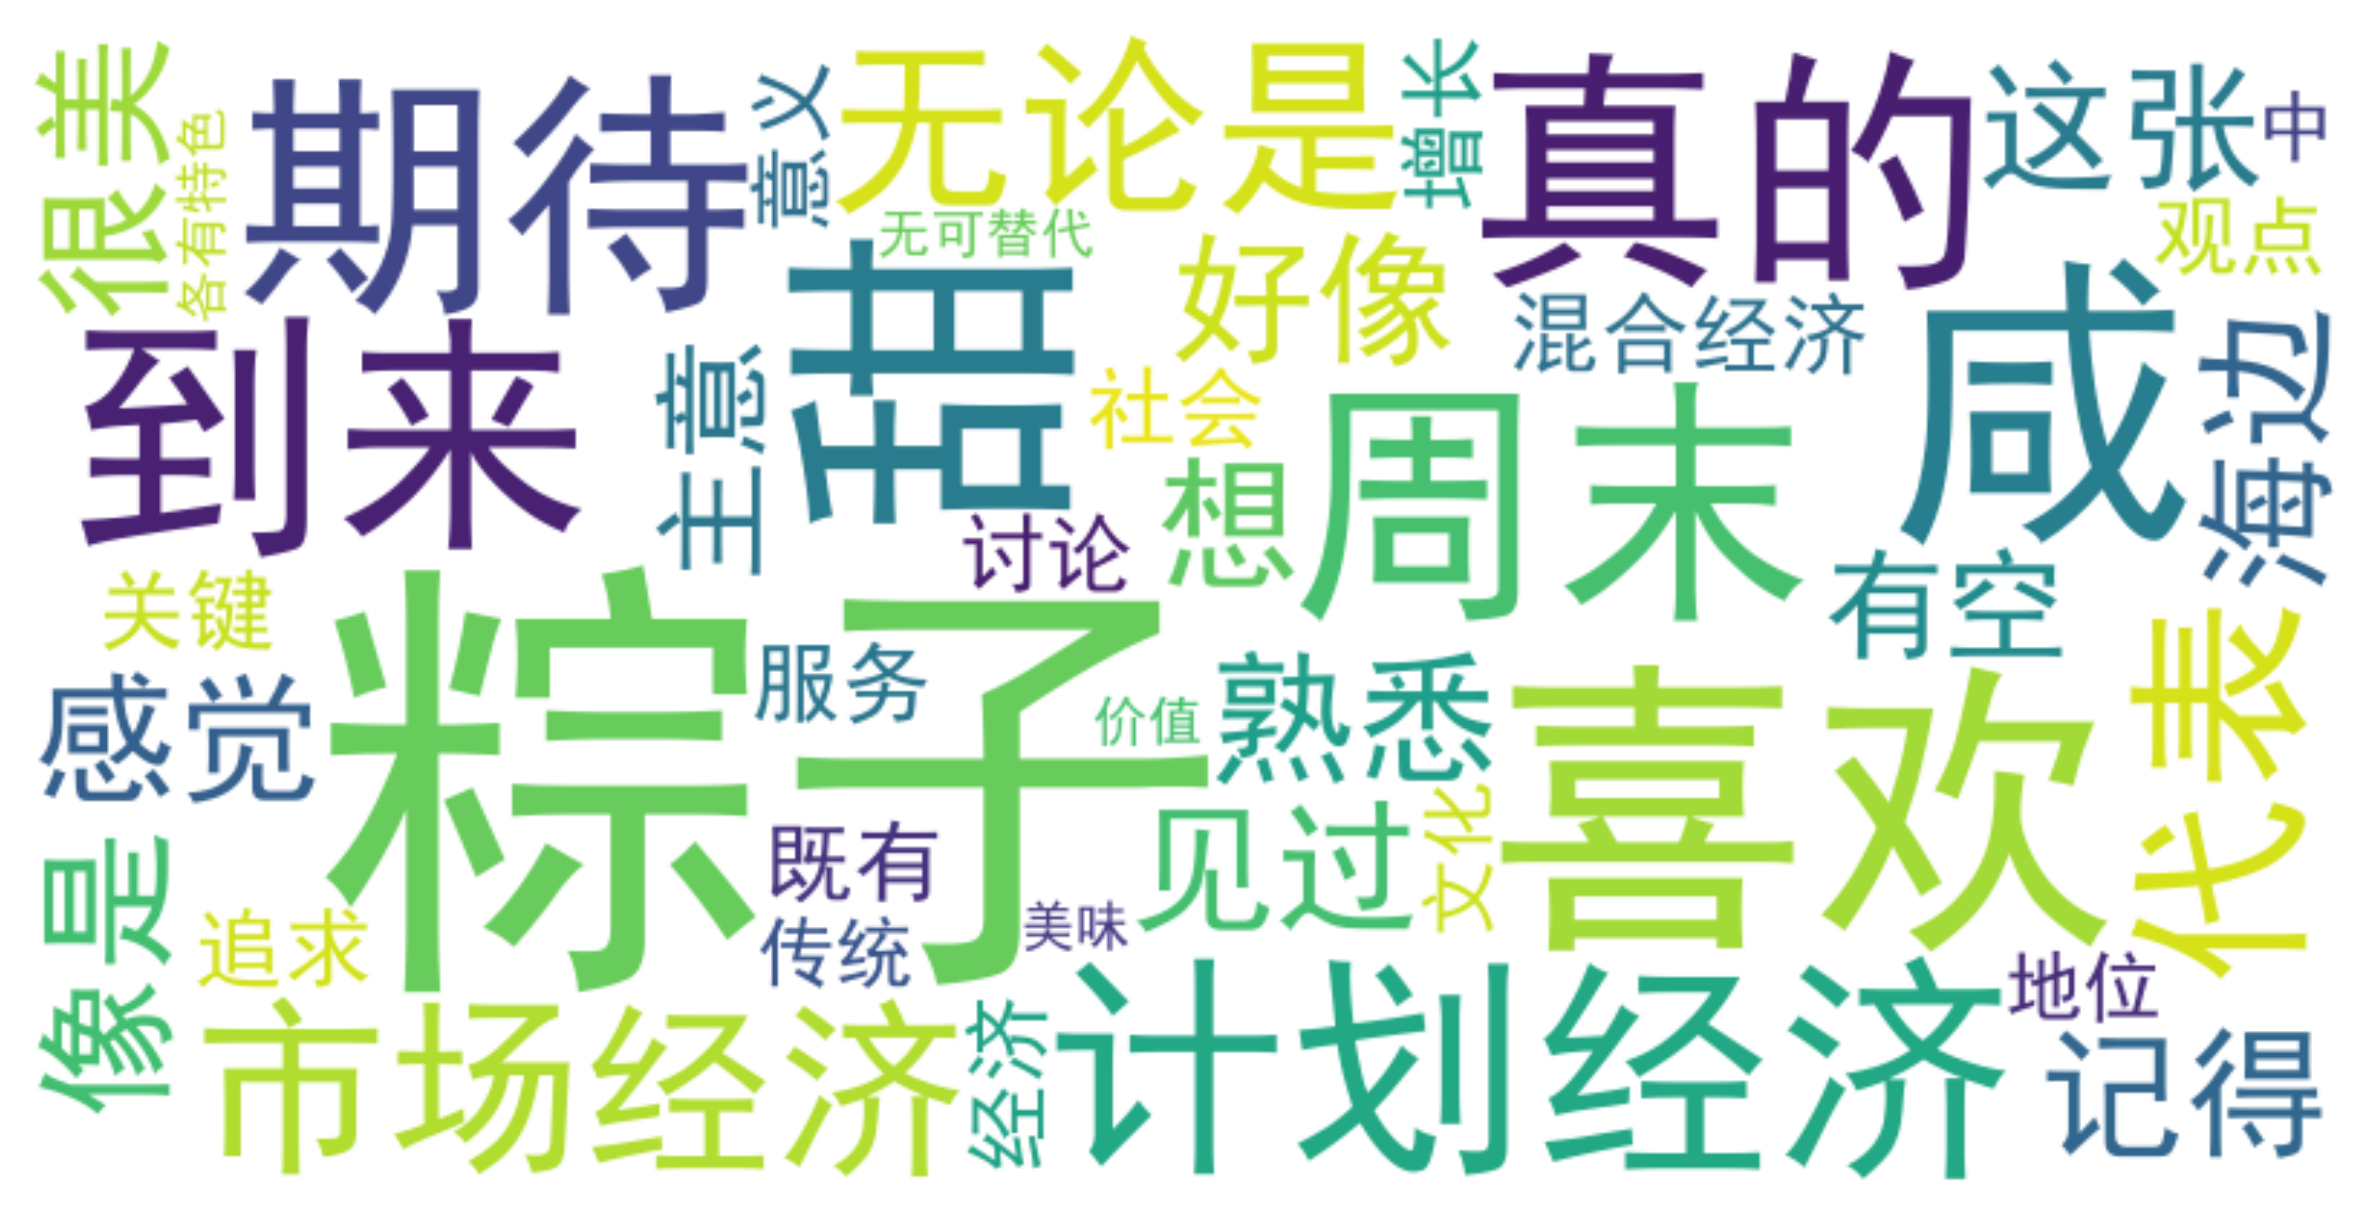 很美
各有特色
期待
意义
无论是
增长
真的
这张
中
观点
无可替代
好像
混合经济
咸
海边
到来
主意
甜
社会
周末
想
讨论
有空
关键
粽子
服务
价值
熟悉
喜欢
代表
感觉
像是
追求
既有
传统
美味
见过
文化
地位
市场经济
经济
计划经济
记得